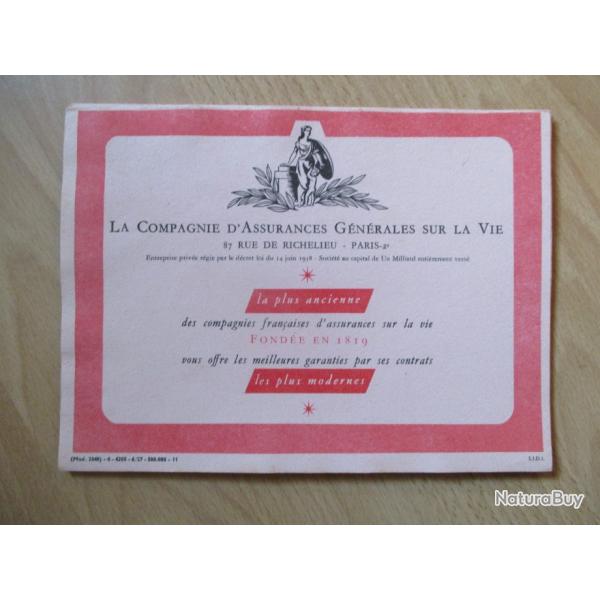 LA COMPAGNIE D'ASSURANCES GÉNÉRALES SUR LA VIE
87 RUE DE RICHELIEU - PARIS-2e
Entreprise privée régie par le décret loi du 14 juin 1938 - Société au capital de Un Milliard entièrement versé
la plus ancienne
des compagnies françaises d'assurances sur la vie
FONDÉE EN 1819
vous offre les meilleures garanties par ses contrats
les plus modernes
S.I.D.I.
NaturaBuy